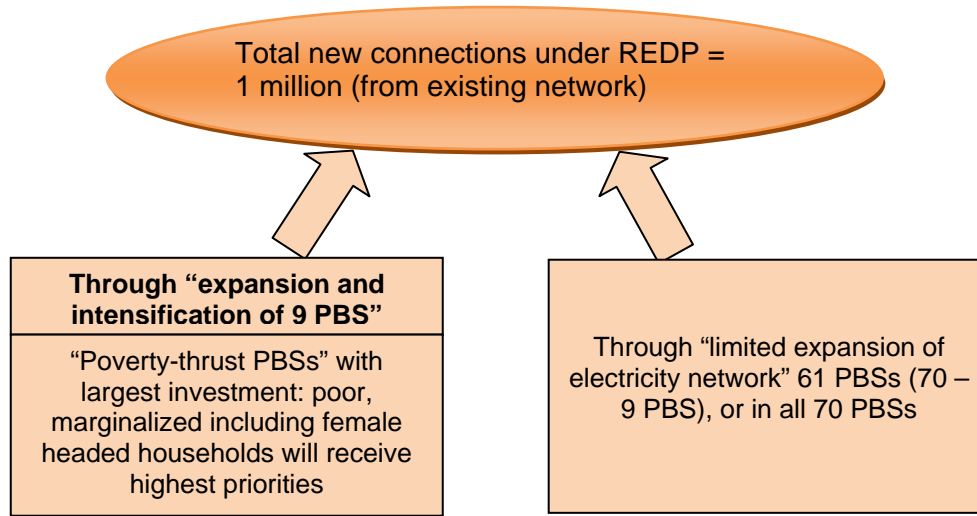 Total new connections under REDP =
1 million (from existing network)
Through “expansion and
intensification of 9 PBS”
“Poverty-thrust PBSs” with
largest investment: poor,
marginalized including female
headed households will receive
highest priorities
Through “limited expansion of
electricity network” 61 PBSs (70 –
9 PBS), or in all 70 PBSs